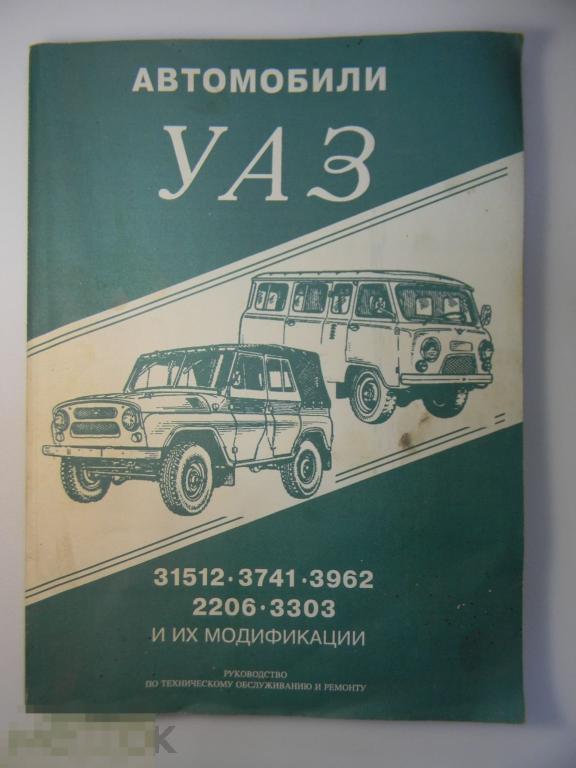 АВТОМОБИЛИ
УАЗ
31512·3741·3962
2206·3303
И ИХ МОДИФИКАЦИИ
РУКОВОДСТВО
ПО ТЕХНИЧЕСКОМУ ОБСЛУЖИВАНИЮ И РЕМОНТУ